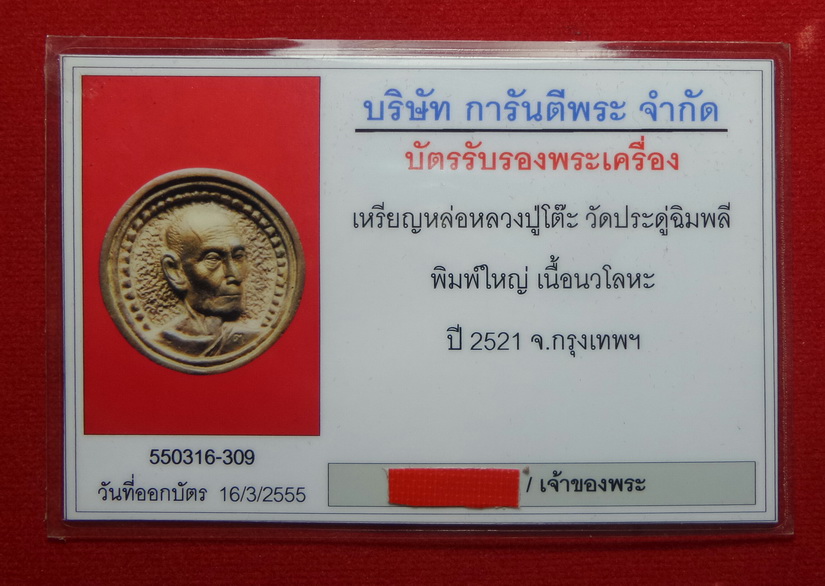 บริษัท การันตีพระ จำกัด
บัตรรับรองพระเครื่อง
เหรียญหล่อหลวงปู่โต๊ะ วัดประดู่ฉิมพลี
พิมพ์ใหญ่ เนื้อนวโลหะ
ปี 2521 จ.กรุงเทพฯ
550316-309
วันที่ออกบัตร 16/3/2555
/ เจ้าของพระ